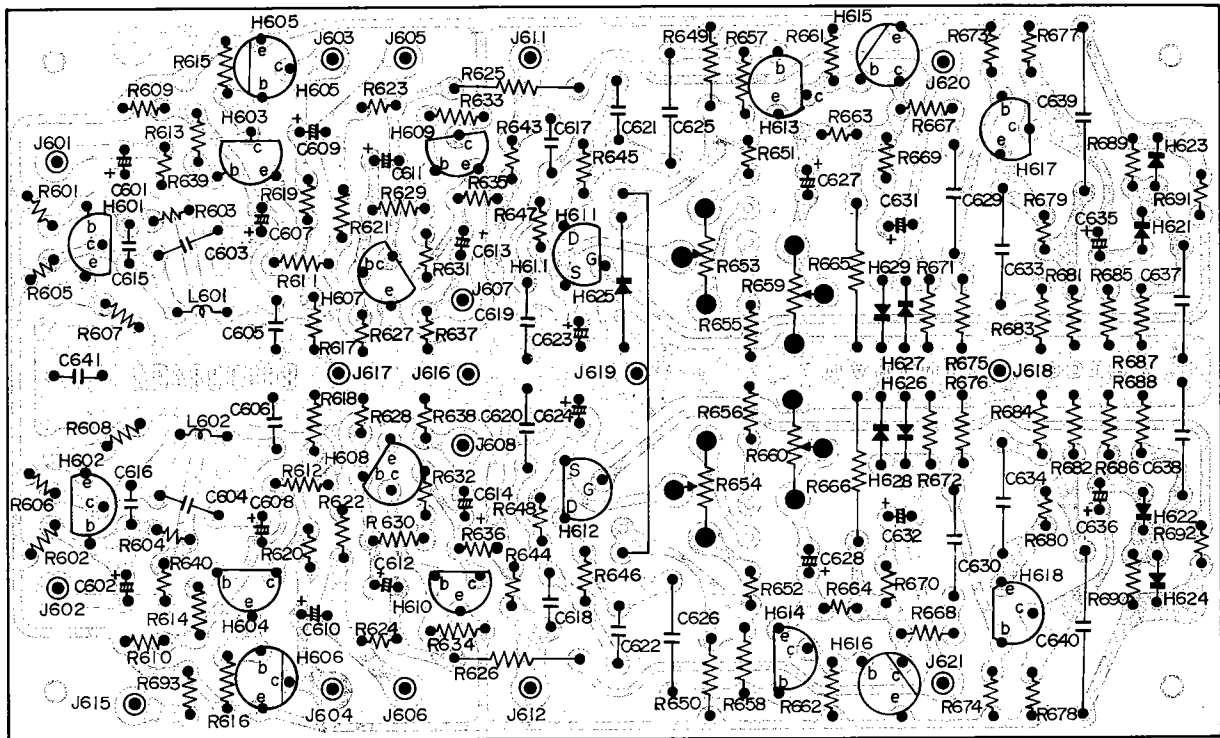 H605 J603 J605 J611 R649 R657 R661 H615 R673 R677
R615 e c b R625 b e c e b c J620
R609 H605 R623 R633 H613 R663 R667 C639
H603 C609 H609 R643 C617 C621 C625 R689 H623
J601 R613 c b e c b e R645 R651 R669 H617
R601 C601 R639 R619 C611 R635 C627 C629 R691
H601 R603 R629 R647 H611 C631 R679 C635 H621
b c e C607 R621 C613 D G S
C615 C603 R631 H611 R653 R665 H629 R671 C633 R681 R685 C637
R605 R611 b c e J607 H625 R659
R607 L601 H607 C619 R655
C605 R617 R627 R637 C623 H627 R675 R683 R687
C641 J617 J616 J619 H626 R676 J618 R688
C606 R618 R628 R638 C620 C624 R656 R684
R608 L602 J608
H602 R612 H608 e b c R632 S G D R660 H628 R672 C634 R682 R686 C638
R606 e c b C616 C604 C608 R622 C614 R648 R654 R666
R602 R604 R620 R630 R636 H612 C632 R680 C636 H622
R640 C612 R644 R646 C628 R692
C602 b c e b c e R652 R670 C630 H618
J602 R614 H604 C610 H610 C618 C626 H614 R664 e c b R690 H624
R610 R624 R634 C622 e c b R668 C640
R693 H606 R626 H616 J621
J615 R616 b c e J604 J606 J612 R650 R658 R662 b c e R674 R678